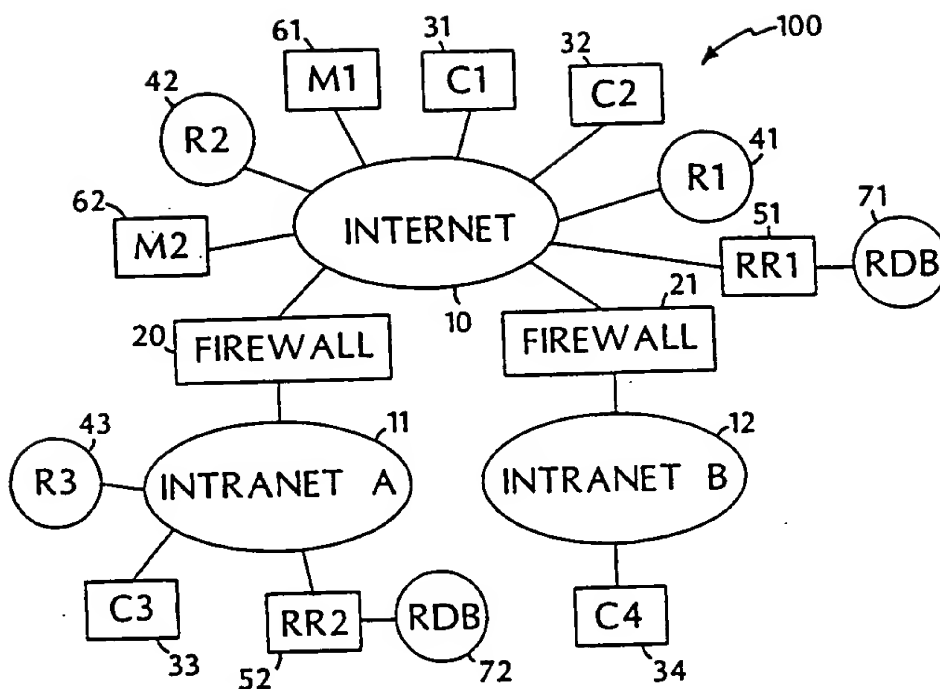 61
31
32
100
M1
C1
C2
42
R2
R1
41
62
M2
INTERNET
51
71
RR1
RDB
10
20
FIREWALL
21
FIREWALL
43
11
12
R3
INTRANET A
INTRANET B
C3
RR2
RDB
C4
33
52
72
34